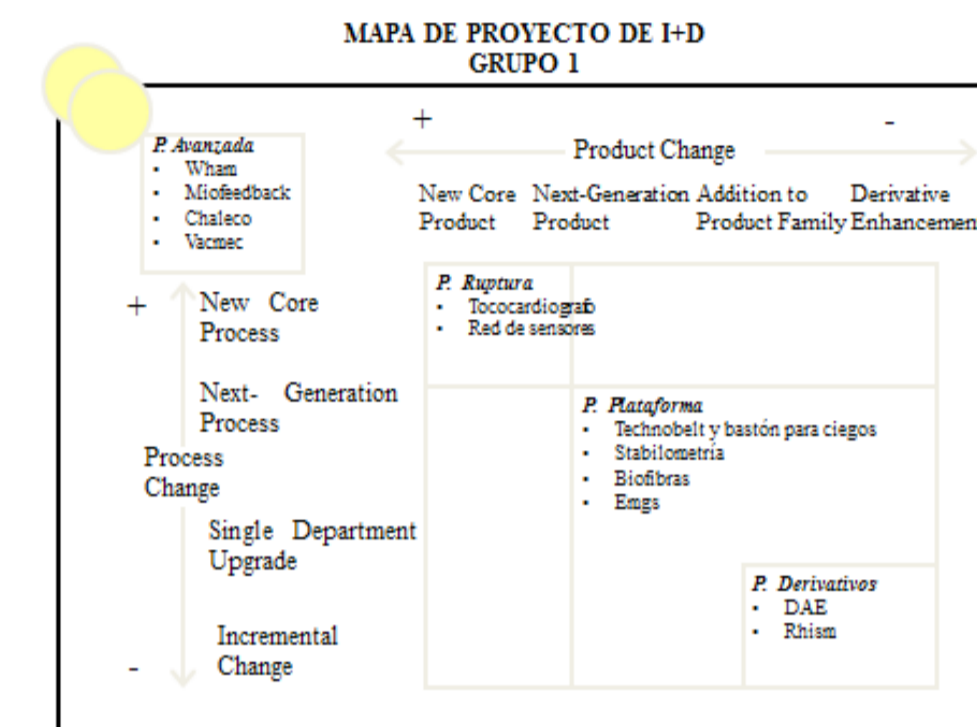 MAPA DE PROYECTO DE I+D
GRUPO 1
+ -
Product Change
P. Avanzada
• Wham
• Miofeedback
• Chaleco
• Vacmec
New Core Product
Next-Generation Product
Addition to Product Family
Derivative Enhancemen
+
New Core
Process
Next- Generation
Process
Process
Change
Single Department
Upgrade
Incremental
Change
-
P. Ruptura
• Tococardiografo
• Red de sensores
P. Plataforma
• Technobelt y bastón para ciegos
• Stabilometría
• Biofibras
• Emgs
P. Derivativos
• DAE
• Rhism